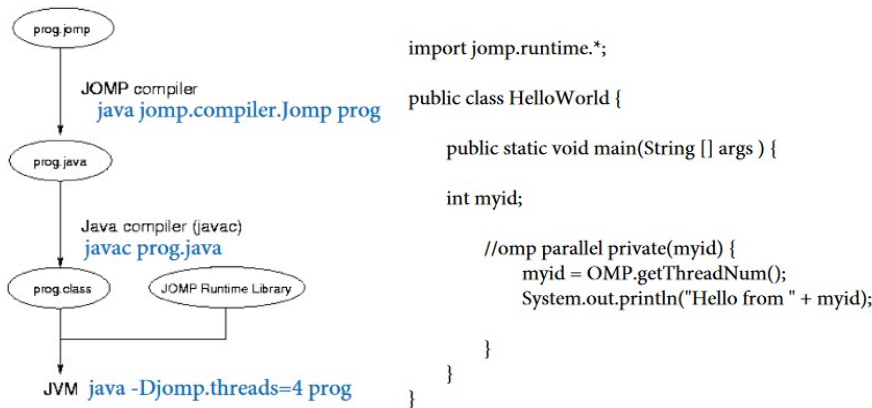 prog.jomp
JOMP compiler
java jomp.compiler.Jomp prog
prog.java
Java compiler (javac)
javac prog.java
prog.class
JOMP Runtime Library
JVM java -Djomp.threads=4 prog
import jomp.runtime.*;
public class HelloWorld {
public static void main(String [] args ) {
int myid;
//omp parallel private(myid) {
myid = OMP.getThreadNum();
System.out.println("Hello from " + myid);
}
}
}